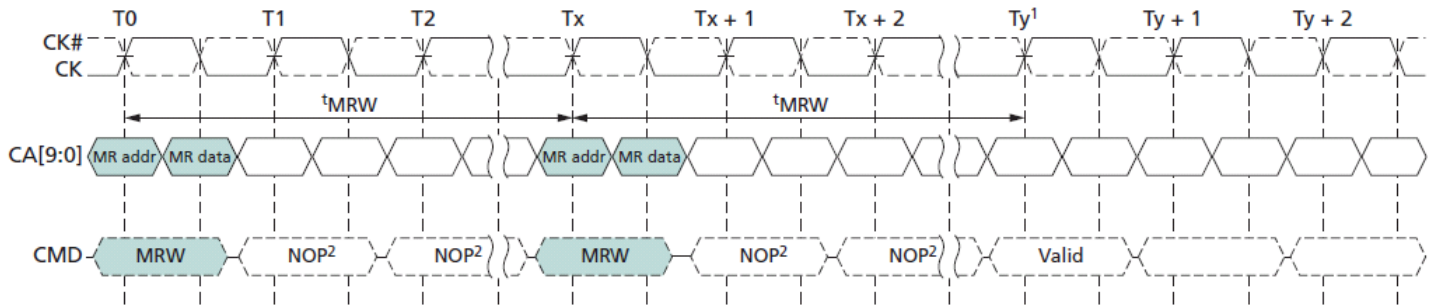 T0 T1 T2 Tx Tx + 1 Tx + 2 Ty¹ Ty + 1 Ty + 2
CK#
CK
ᵗMRW ᵗMRW
CA[9:0] MR addr MR data MR addr MR data
CMD MRW NOP² NOP² MRW NOP² NOP² Valid